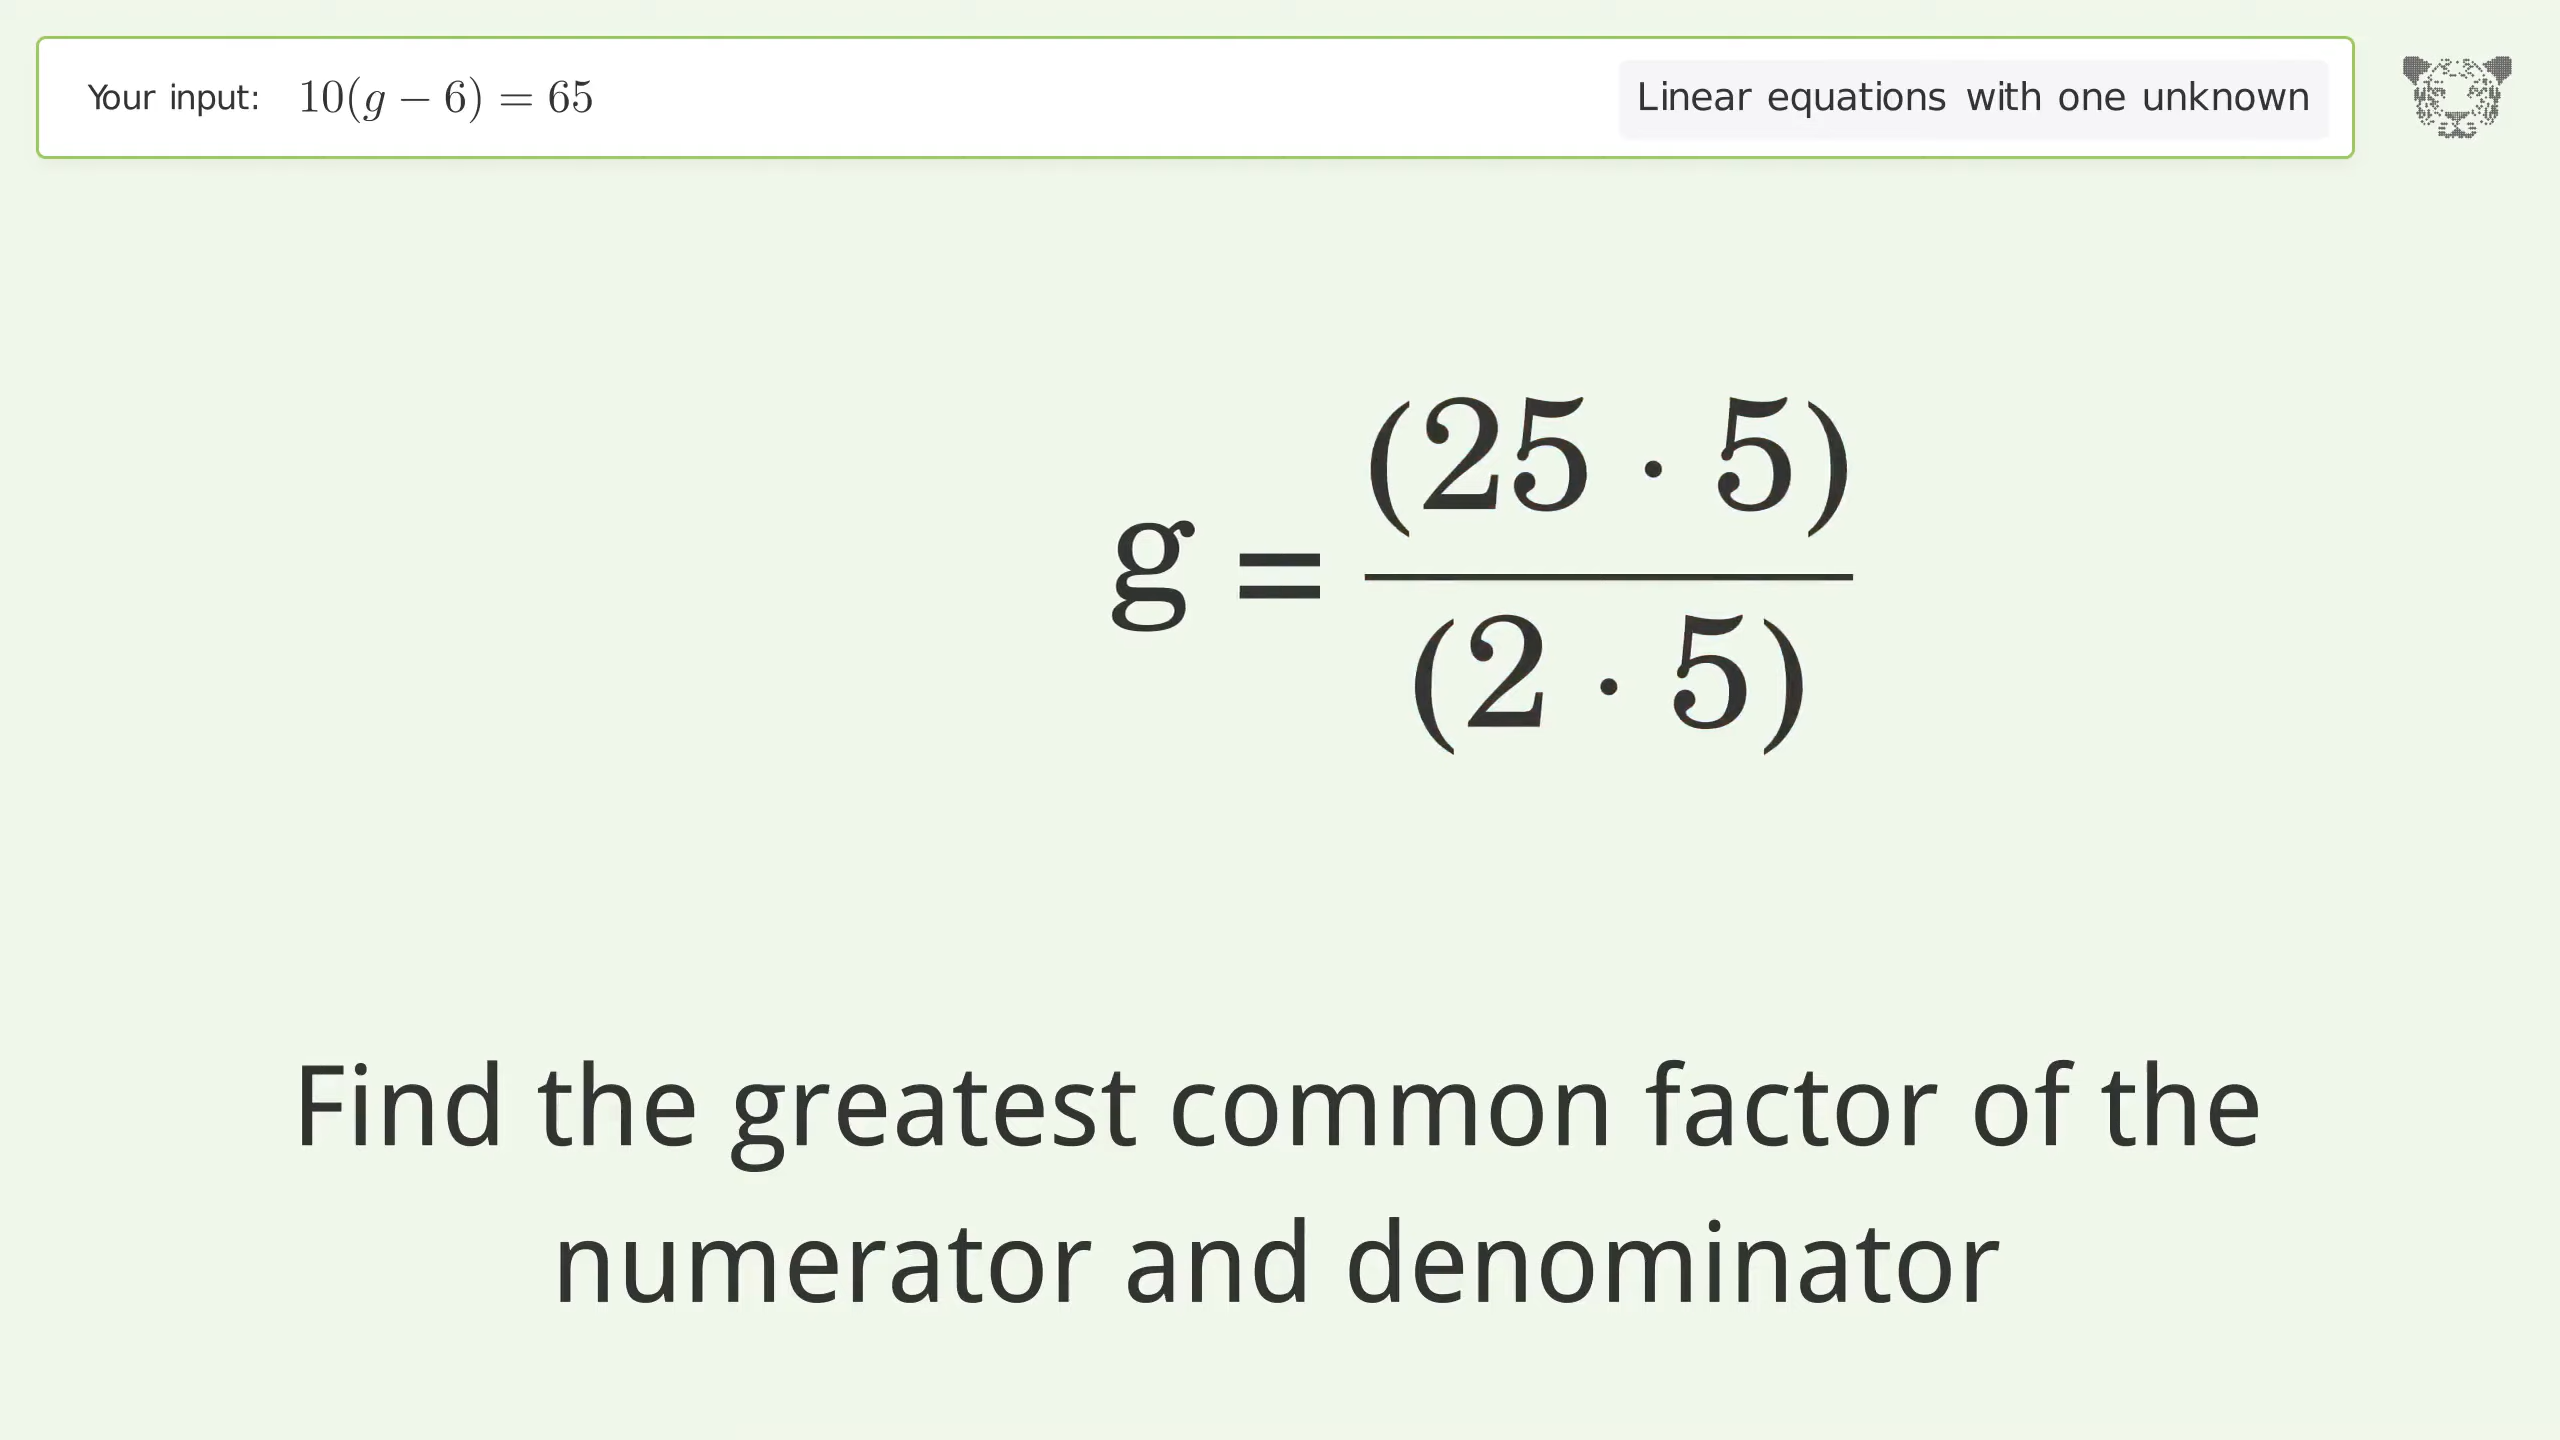 Your input: 10(g − 6) = 65 Linear equations with one unknown
g = (25 · 5) / (2 · 5)
Find the greatest common factor of the
numerator and denominator